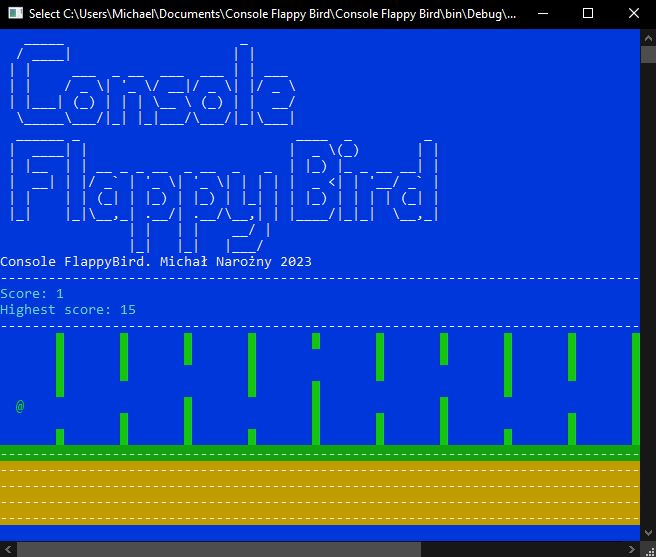 Select C:\Users\Michael\Documents\Console Flappy Bird\Console Flappy Bird\bin\Debug\...
Console
Flappy Bird
Console FlappyBird. Michał Narożny 2023
Score: 1
Highest score: 15
@